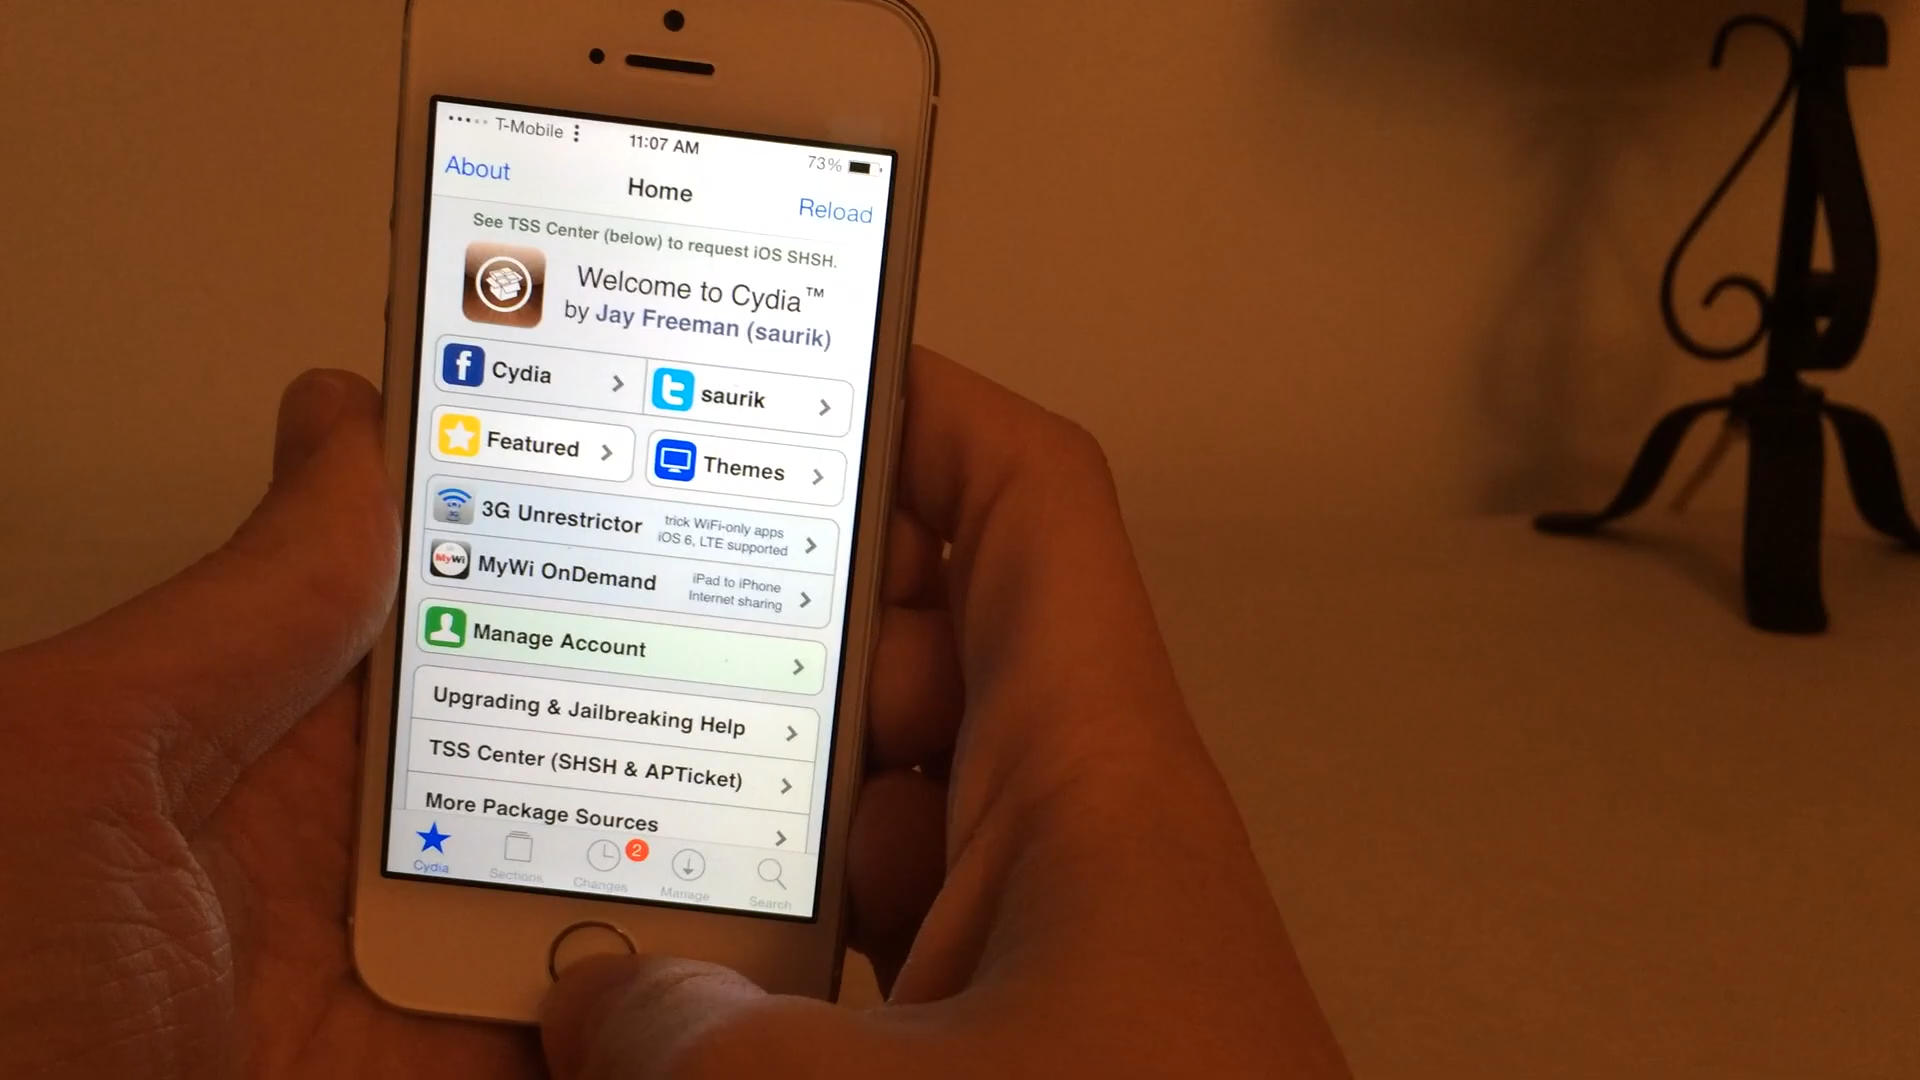 T-Mobile
11:07 AM
73%
About
Home
Reload
See TSS Center (below) to request iOS SHSH.
Welcome to Cydia™
by Jay Freeman (saurik)
Cydia
saurik
Featured
Themes
3G Unrestrictor
trick WiFi-only apps
iOS 6, LTE supported
MyWi
MyWi OnDemand
iPad to iPhone
Internet sharing
Manage Account
Upgrading & Jailbreaking Help
TSS Center (SHSH & APTicket)
More Package Sources
2
Cydia
Sections
Changes
Manage
Search